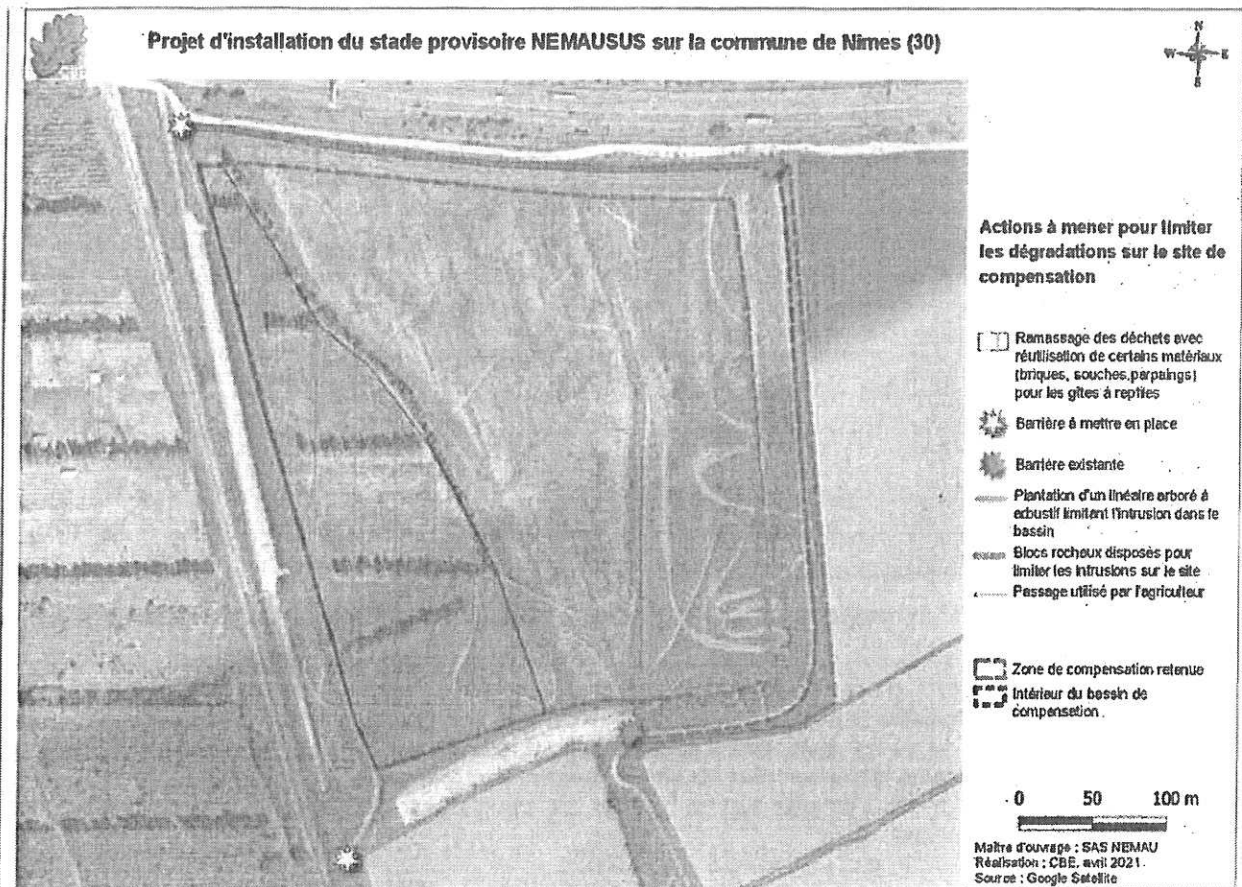 Projet d'installation du stade provisoire NEMAUSUS sur la commune de Nimes (30)
N
W E
S
Actions à mener pour limiter
les dégradations sur le site de
compensation
Ramassage des déchets avec
réutilisation de certains matériaux
(briques, souches,parpaings)
pour les gîtes à reptiles
Barrière à mettre en place
Barrière existante
Plantation d'un linéaire arboré à
arbustif limitant l'intrusion dans le
bassin
Blocs rocheux disposés pour
limiter les intrusions sur le site
Passage utilisé par l'agriculteur
Zone de compensation retenue
Intérieur du bassin de
compensation
0 50 100 m
Maître d'ouvrage : SAS NEMAU
Réalisation : CBE, avril 2021
Source : Google Satellite